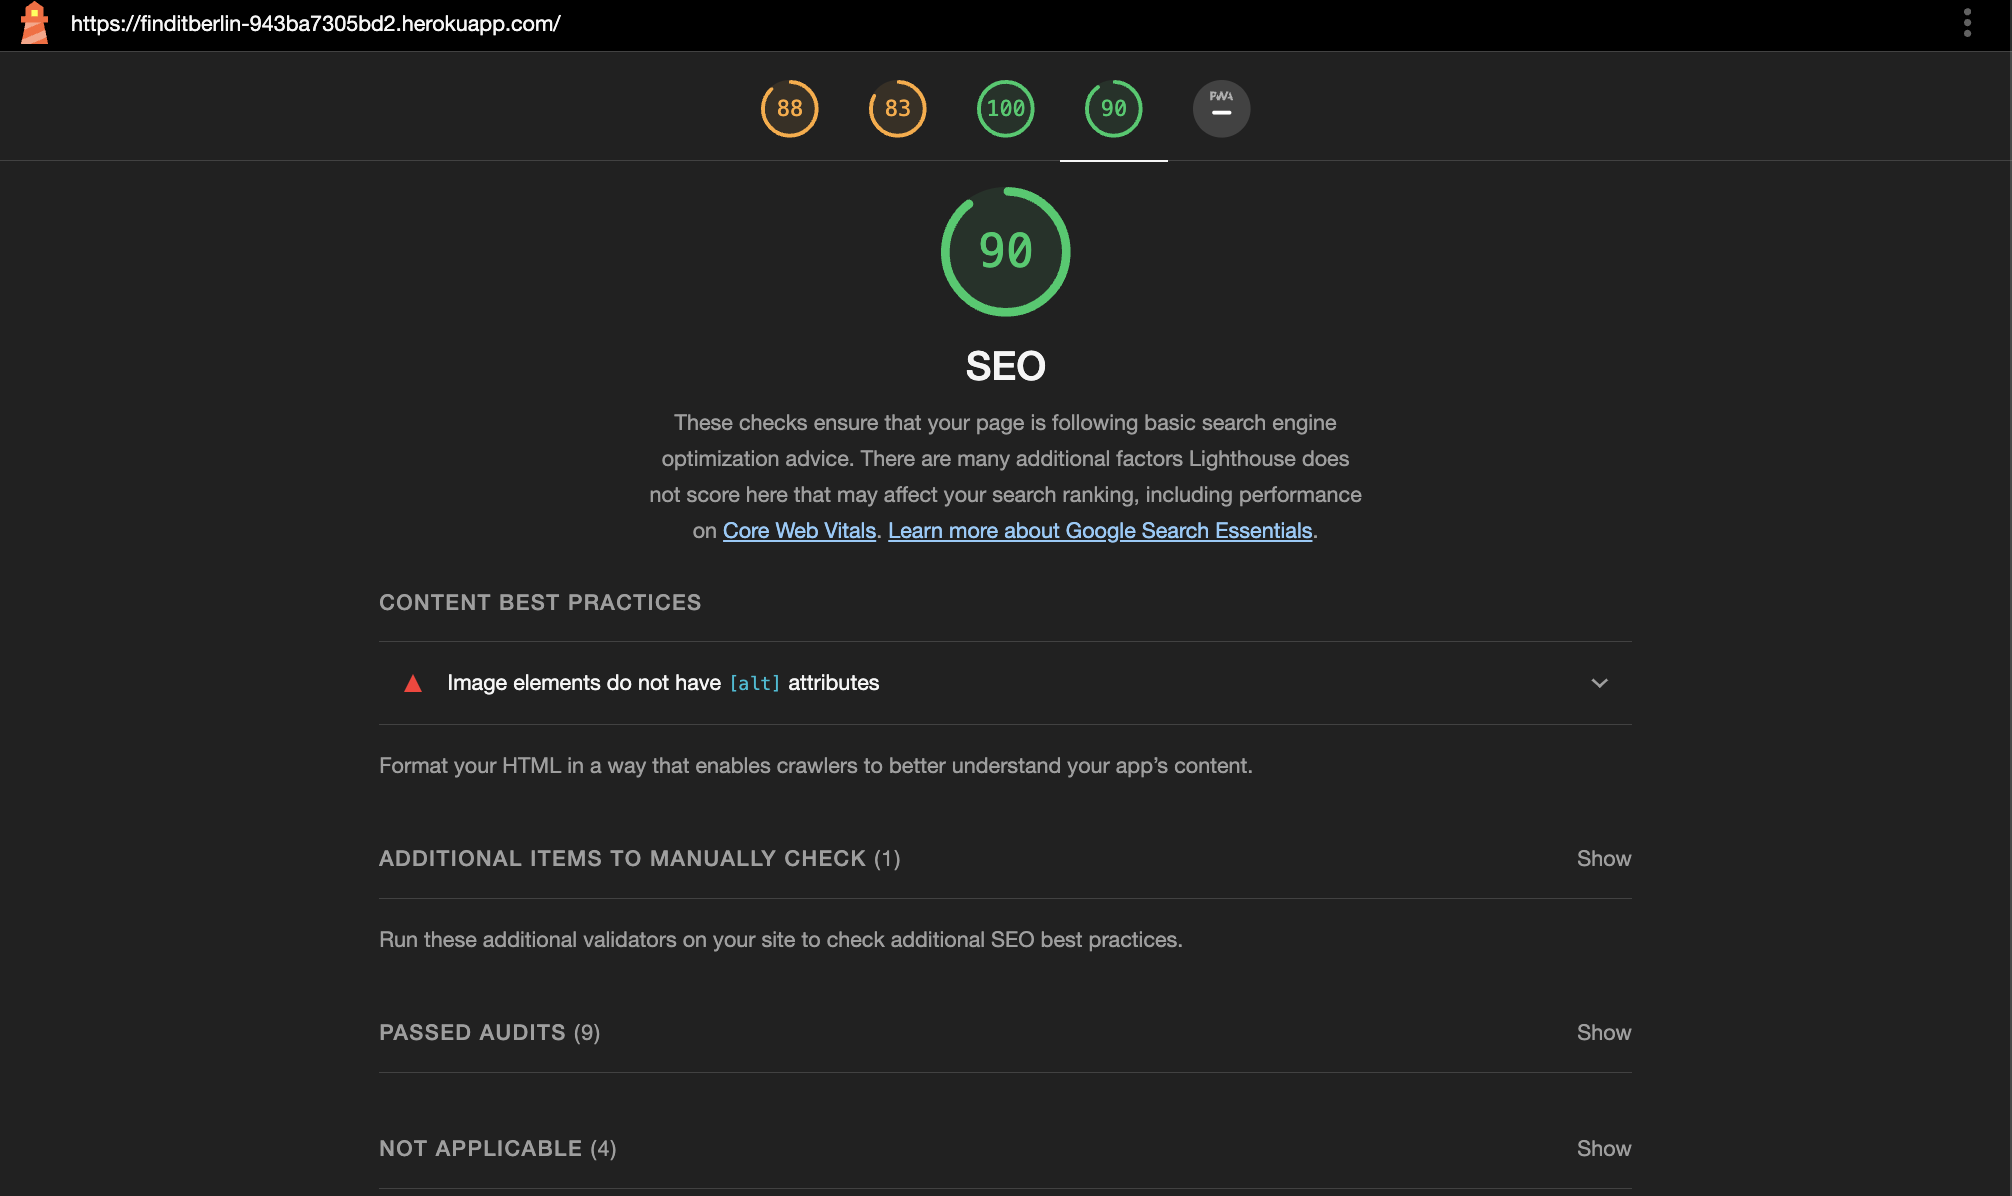 https://finditberlin-943ba7305bd2.herokuapp.com/
88 83 100 90 PWA
90
SEO
These checks ensure that your page is following basic search engine
optimization advice. There are many additional factors Lighthouse does
not score here that may affect your search ranking, including performance
on Core Web Vitals. Learn more about Google Search Essentials.
CONTENT BEST PRACTICES
Image elements do not have [alt] attributes
Format your HTML in a way that enables crawlers to better understand your app’s content.
ADDITIONAL ITEMS TO MANUALLY CHECK (1) Show
Run these additional validators on your site to check additional SEO best practices.
PASSED AUDITS (9) Show
NOT APPLICABLE (4) Show